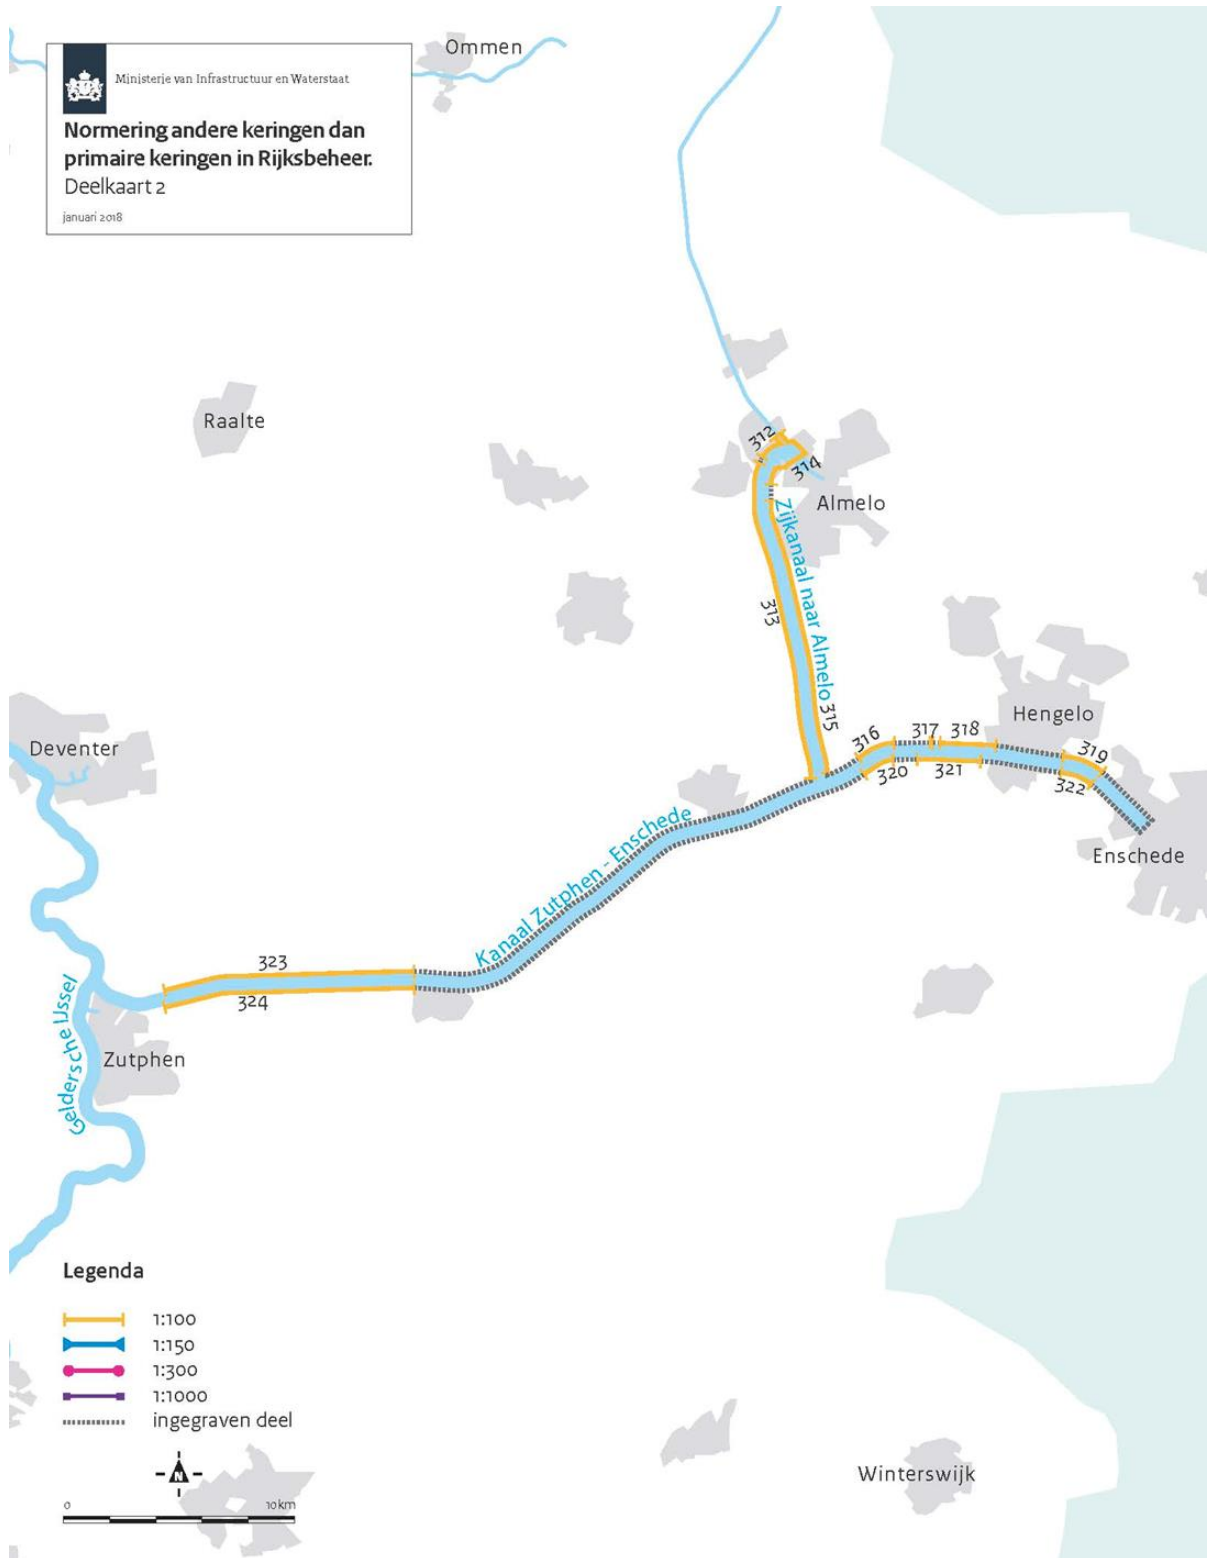 Ommen
Ministerie van Infrastructuur en Waterstaat
Normering andere keringen dan
primaire keringen in Rijksbeheer.
Deelkaart 2
januari 2018
Raalte
312
314
Almelo
Zijkanaal naar Almelo
313
315
Hengelo
Deventer
316
317
318
319
320
321
322
Enschede
Kanaal Zutphen - Enschede
323
324
Geldersche IJssel
Zutphen
Legenda
1:100
1:150
1:300
1:1000
ingegraven deel
N
0 10 km
Winterswijk